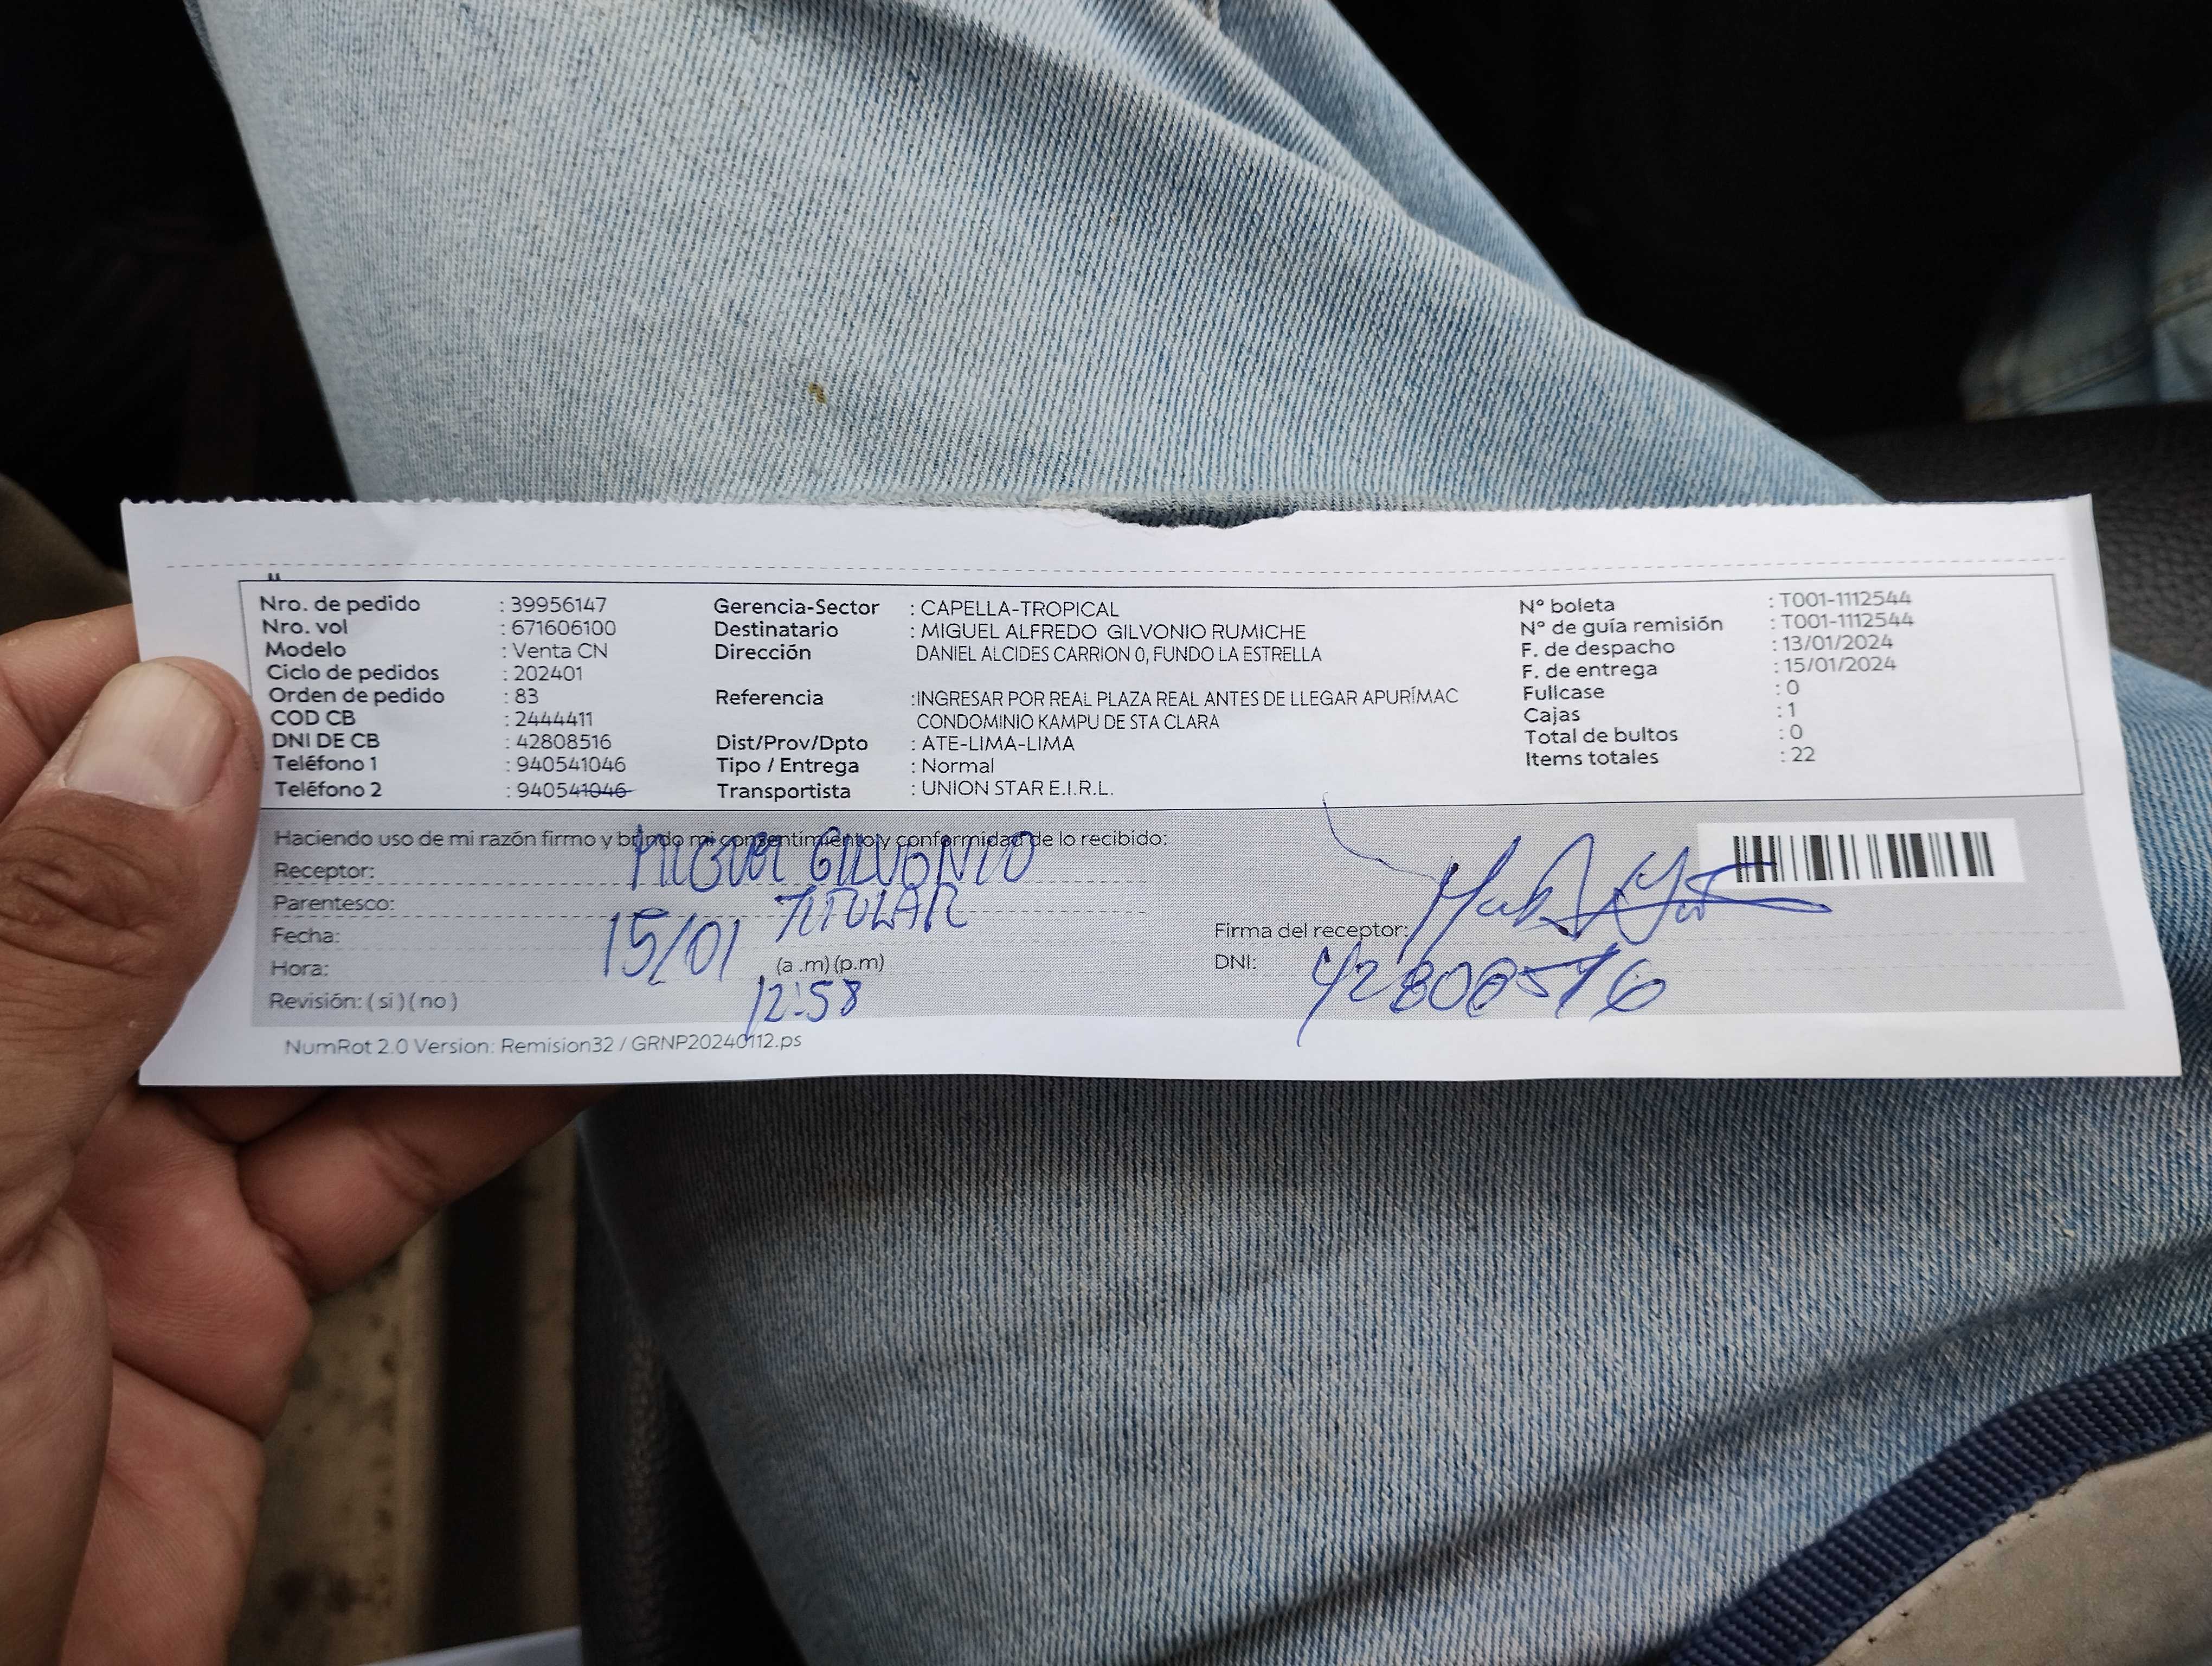 Nro. de pedido : 39956147
Nro. vol : 671606100
Modelo : Venta CN
Ciclo de pedidos : 202401
Orden de pedido : 83
COD CB : 2444411
DNI DE CB : 42808516
Teléfono 1 : 940541046
Teléfono 2 : 940541046
Gerencia-Sector : CAPELLA-TROPICAL
Destinatario : MIGUEL ALFREDO GILVONIO RUMICHE
Dirección DANIEL ALCIDES CARRION 0, FUNDO LA ESTRELLA
Referencia :INGRESAR POR REAL PLAZA REAL ANTES DE LLEGAR APURÍMAC
CONDOMINIO KAMPU DE STA CLARA
Dist/Prov/Dpto : ATE-LIMA-LIMA
Tipo / Entrega : Normal
Transportista : UNION STAR E.I.R.L.
N° boleta : T001-1112544
N° de guía remisión : T001-1112544
F. de despacho : 13/01/2024
F. de entrega : 15/01/2024
Fullcase : 0
Cajas : 1
Total de bultos : 0
Items totales : 22
Haciendo uso de mi razón firmo y brindo mi consentimiento y conformidad de lo recibido:
Receptor: MIGUEL GILVONIO
Parentesco: TITULAR
Fecha: 15/01
Hora: (a .m) (p.m) 12:58
Revisión: ( si ) ( no )
Firma del receptor:
DNI: 42808516
NumRot 2.0 Version: Remision32 / GRNP20240112.ps